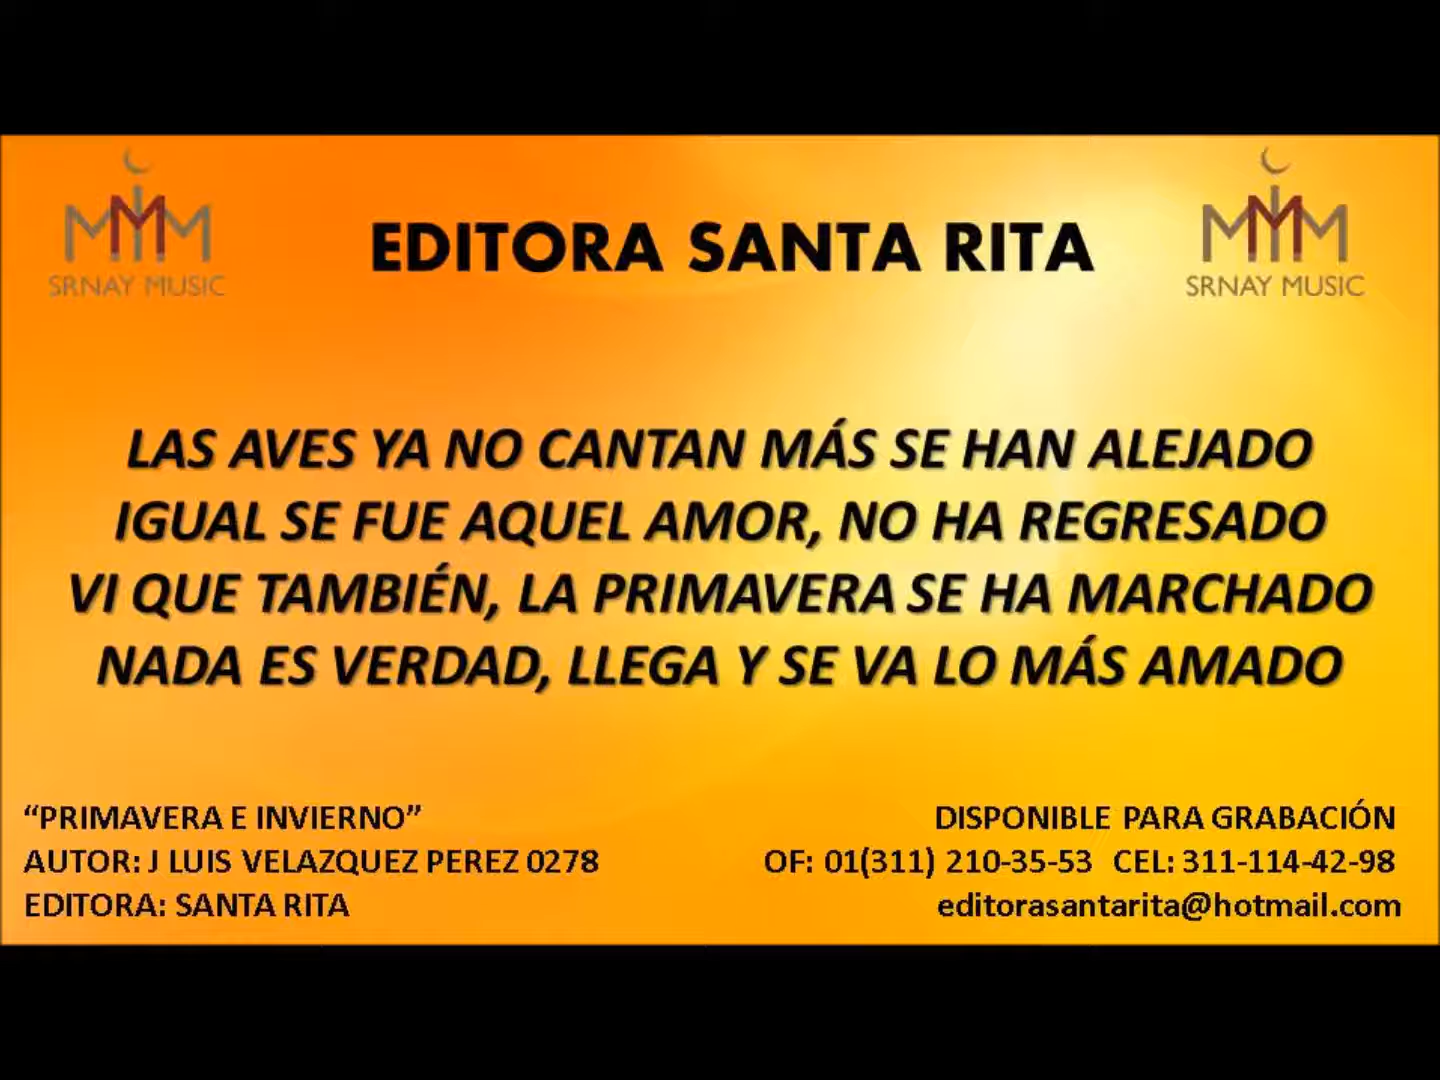 SRNAY MUSIC
EDITORA SANTA RITA
SRNAY MUSIC
LAS AVES YA NO CANTAN MÁS SE HAN ALEJADO
IGUAL SE FUE AQUEL AMOR, NO HA REGRESADO
VI QUE TAMBIÉN, LA PRIMAVERA SE HA MARCHADO
NADA ES VERDAD, LLEGA Y SE VA LO MÁS AMADO
“PRIMAVERA E INVIERNO”
AUTOR: J LUIS VELAZQUEZ PEREZ 0278
EDITORA: SANTA RITA
DISPONIBLE PARA GRABACIÓN
OF: 01(311) 210-35-53 CEL: 311-114-42-98
editorasantarita@hotmail.com